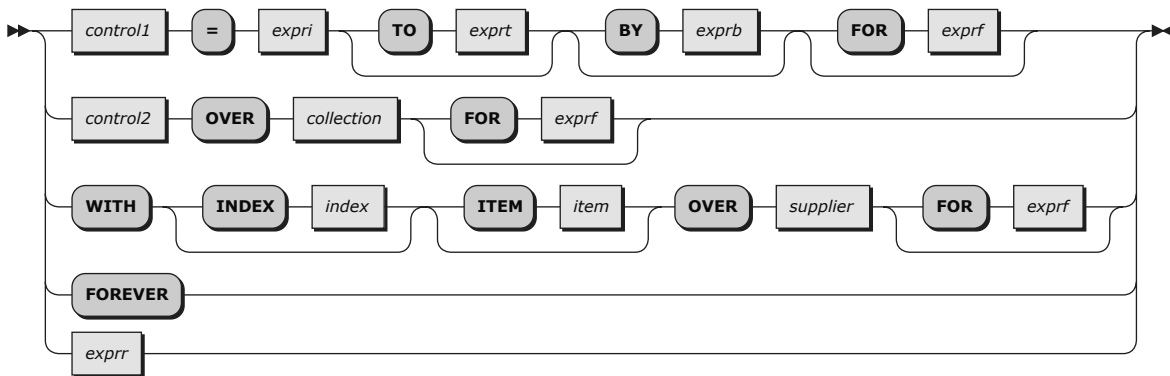 control1 = expri TO exprt BY exprb FOR exprf
control2 OVER collection FOR exprf
WITH INDEX index ITEM item OVER supplier FOR exprf
FOREVER
exprr